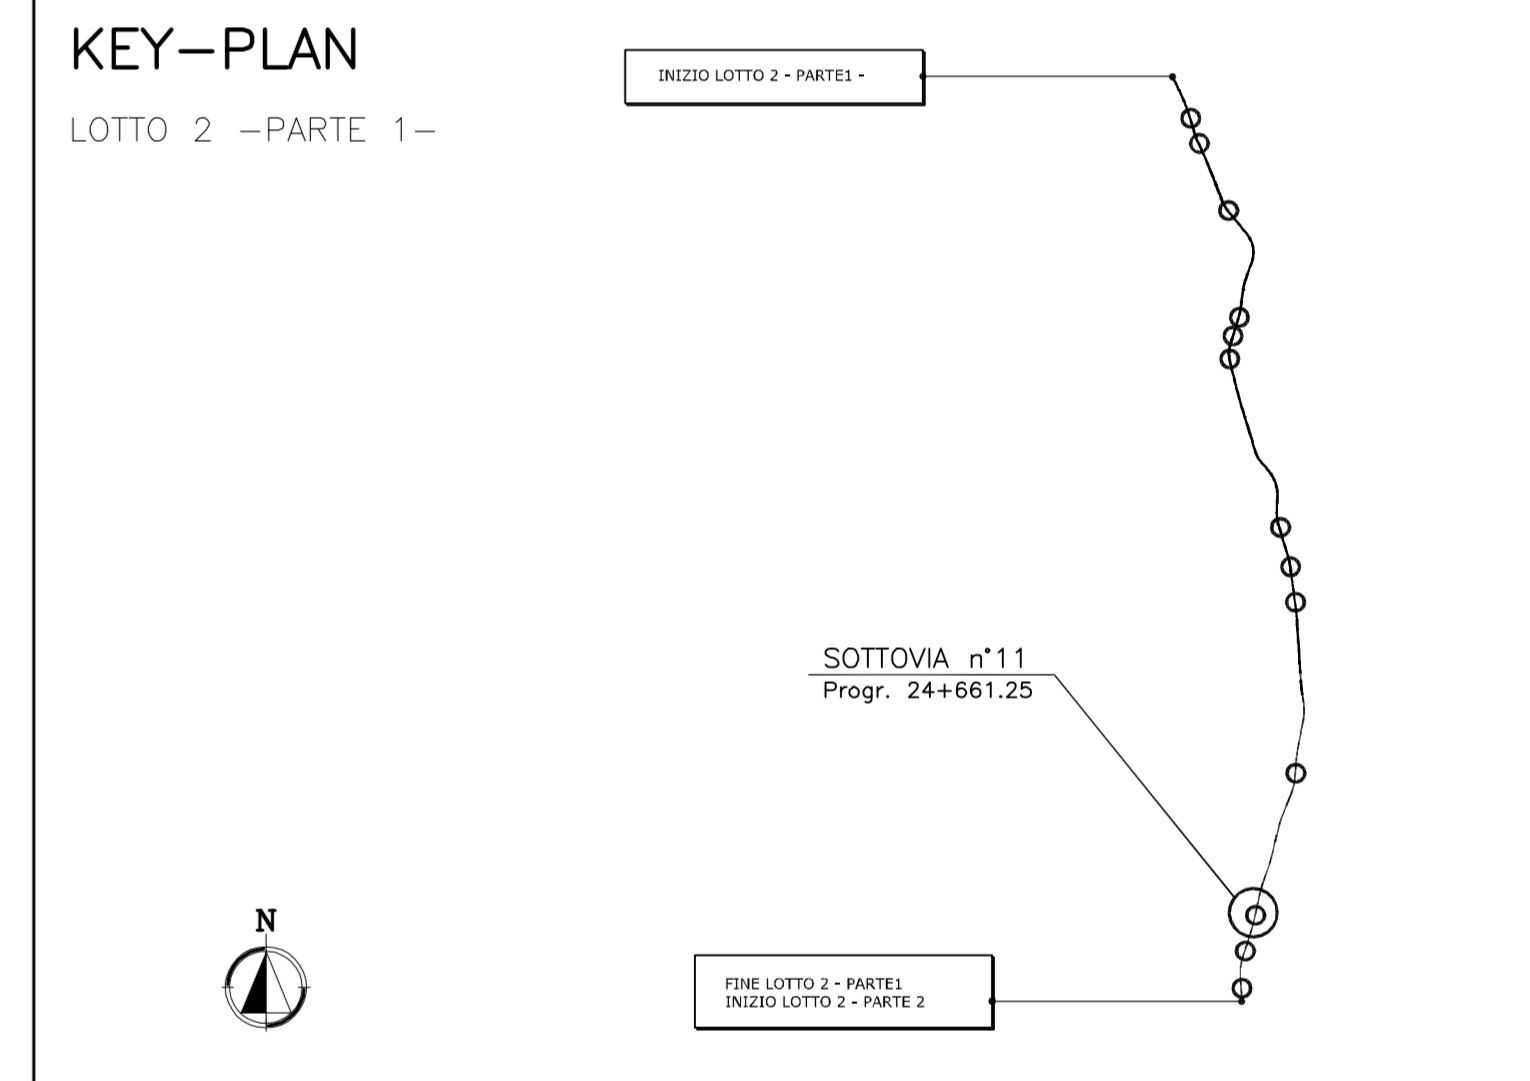 KEY-PLAN
LOTTO 2 -PARTE 1-
INIZIO LOTTO 2 - PARTE1 -
SOTTOVIA n°11
Progr. 24+661.25
N
FINE LOTTO 2 - PARTE1
INIZIO LOTTO 2 - PARTE 2